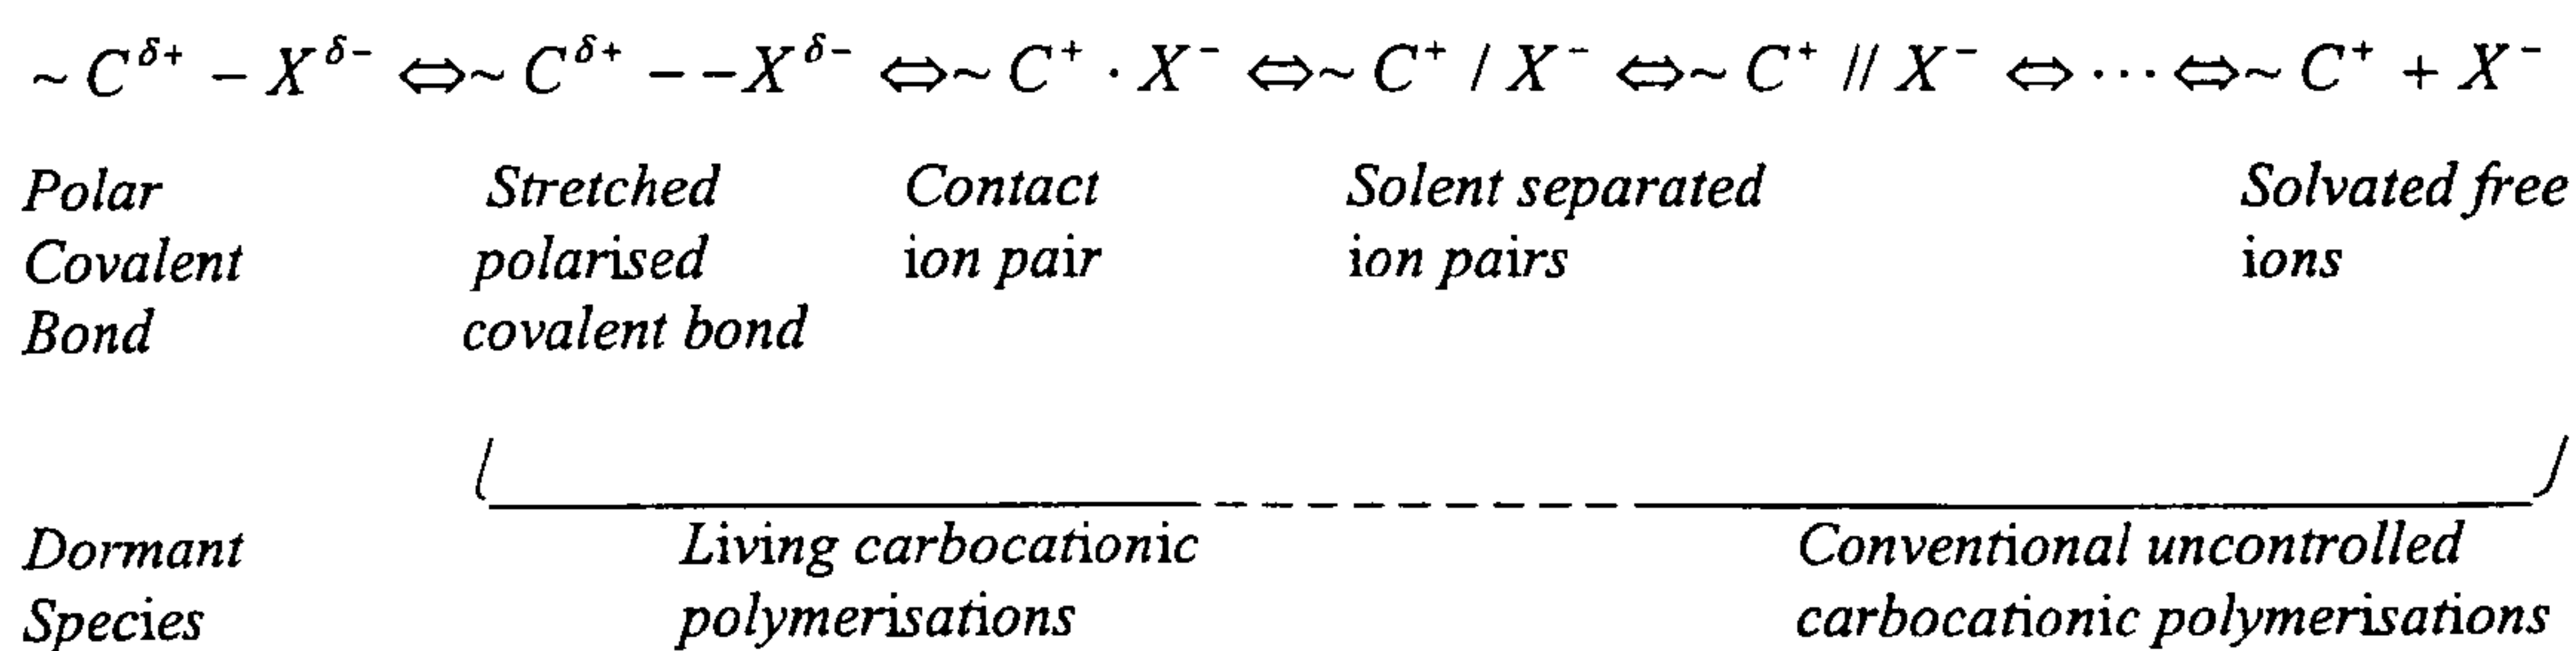 ~ C^δ+ – X^δ- ⇔ ~ C^δ+ – –X^δ- ⇔ ~ C^+ · X^- ⇔ ~ C^+ / X^- ⇔ ~ C^+ // X^- ⇔ ··· ⇔ ~ C^+ + X^-
Polar Stretched Contact Solent separated Solvated free
Covalent polarised ion pair ion pairs ions
Bond covalent bond
Dormant Living carbocationic Conventional uncontrolled
Species polymerisations carbocationic polymerisations